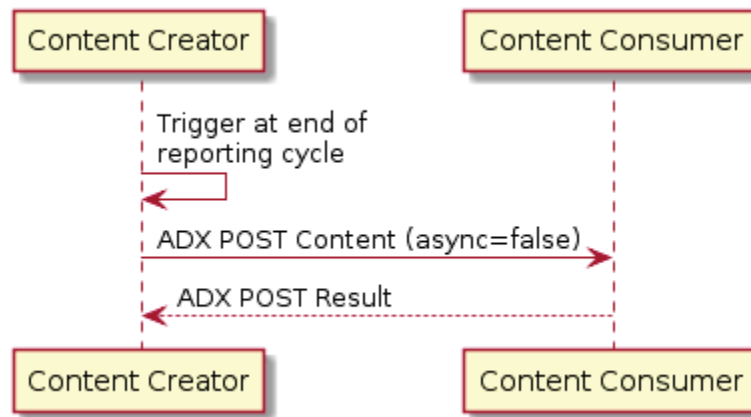 Content Creator
Content Consumer
Trigger at end of
reporting cycle
ADX POST Content (async=false)
ADX POST Result
Content Creator
Content Consumer